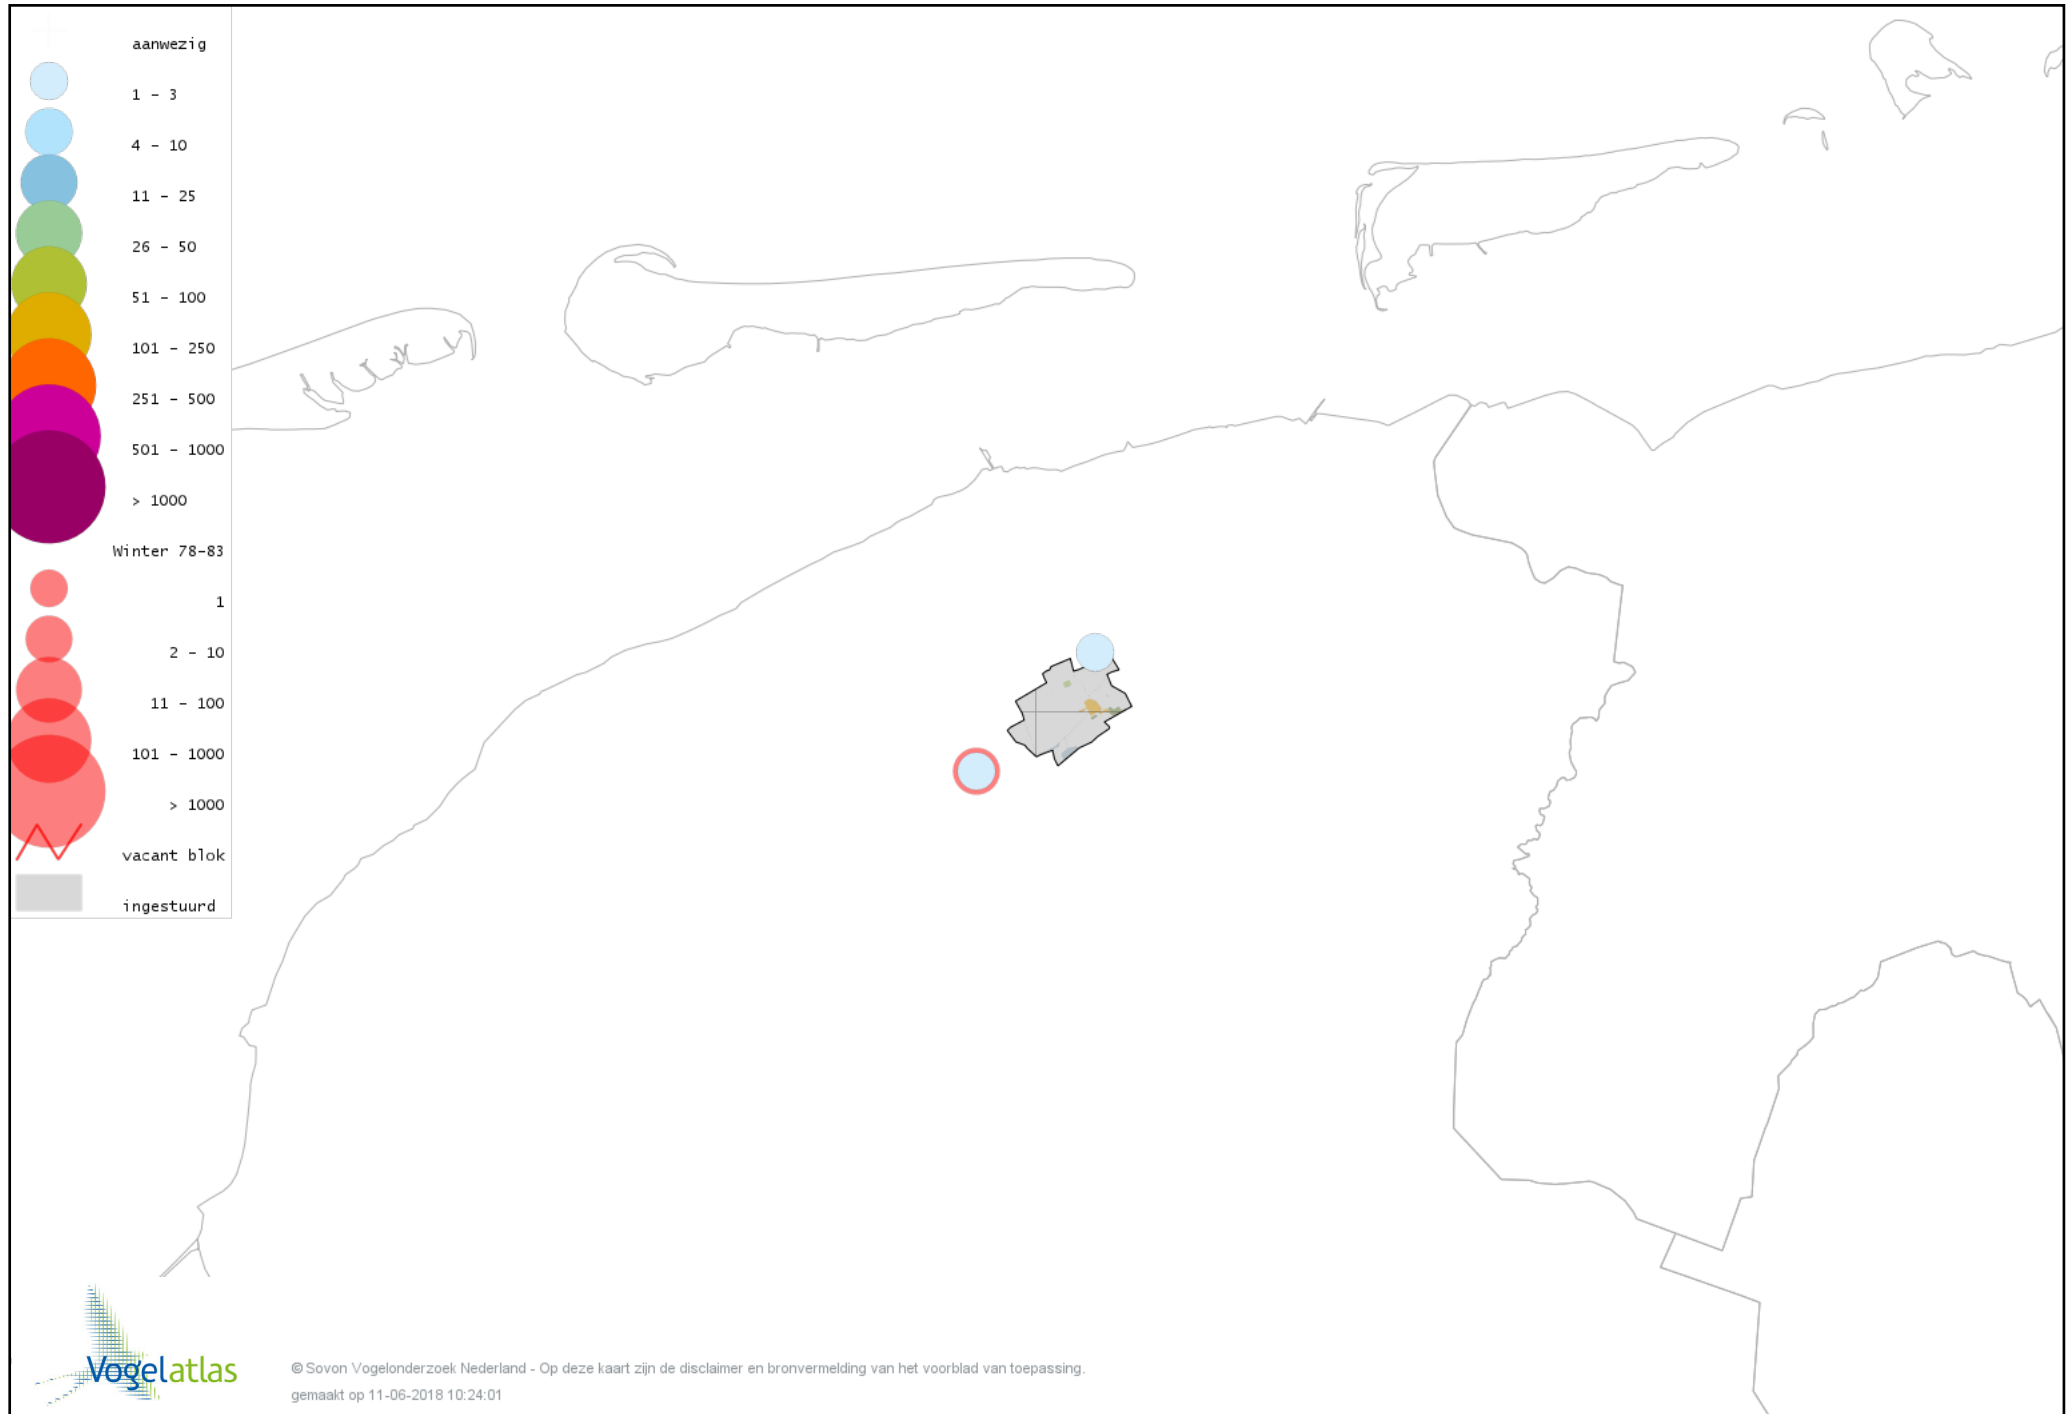 aanwezig
1 - 3
4 - 10
11 - 25
26 - 50
51 - 100
101 - 250
251 - 500
501 - 1000
> 1000
Winter 78-83
1
2 - 10
11 - 100
101 - 1000
> 1000
vacant blok
ingestuurd
Vogelatlas
© Sovon Vogelonderzoek Nederland - Op deze kaart zijn de disclaimer en bronvermelding van het voorblad van toepassing.
gemaakt op 11-06-2018 10:24:01